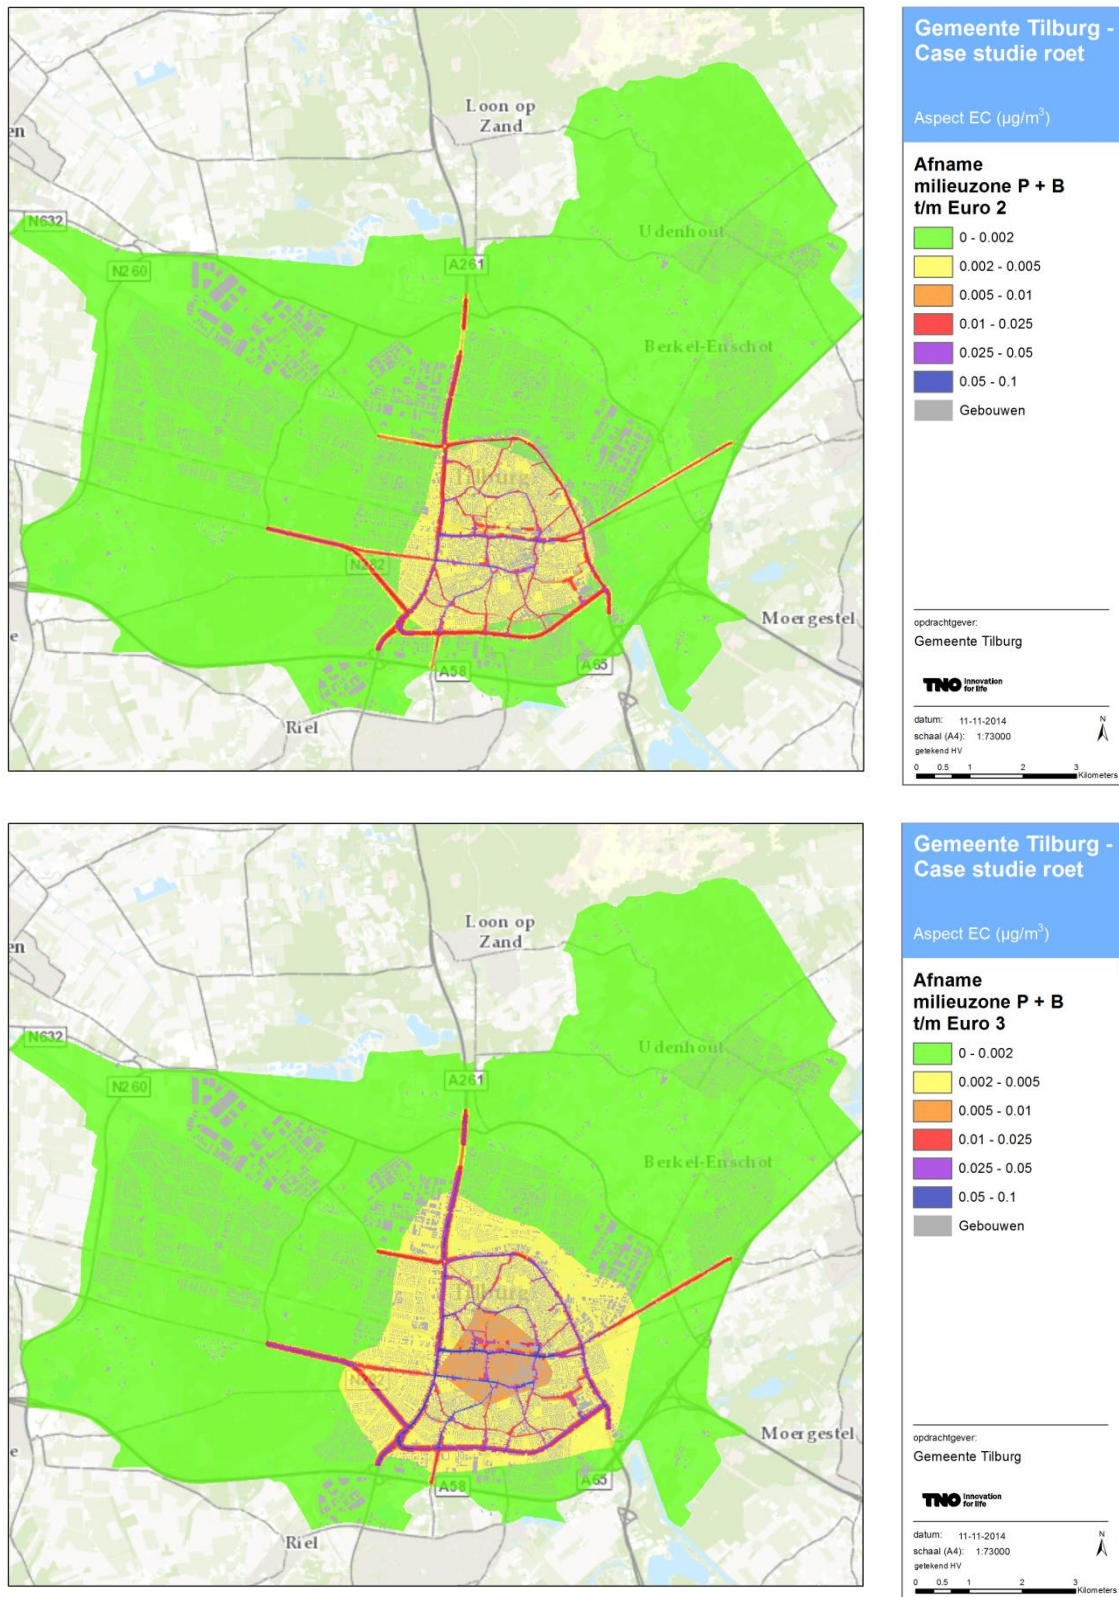 Gemeente Tilburg -
Case studie roet
Aspect EC (µg/m³)
Afname
milieuzone P + B
t/m Euro 2
0 - 0.002
0.002 - 0.005
0.005 - 0.01
0.01 - 0.025
0.025 - 0.05
0.05 - 0.1
Gebouwen
opdrachtgever:
Gemeente Tilburg
TNO innovation
for life
datum: 11-11-2014
schaal (A4): 1:73000
getekend HV
N
0 0.5 1 2 3
Kilometers
Loon op
Zand
en
N632
N260
A261
Udenhout
Berkel-Enschot
Tilburg
N282
Moergestel
e
A58
A65
Riel
Gemeente Tilburg -
Case studie roet
Aspect EC (µg/m³)
Afname
milieuzone P + B
t/m Euro 3
0 - 0.002
0.002 - 0.005
0.005 - 0.01
0.01 - 0.025
0.025 - 0.05
0.05 - 0.1
Gebouwen
opdrachtgever:
Gemeente Tilburg
TNO innovation
for life
datum: 11-11-2014
schaal (A4): 1:73000
getekend HV
N
0 0.5 1 2 3
Kilometers
Loon op
Zand
en
N632
N260
A261
Udenhout
Berkel-Enschot
Tilburg
Moergestel
e
A58
A65
Riel